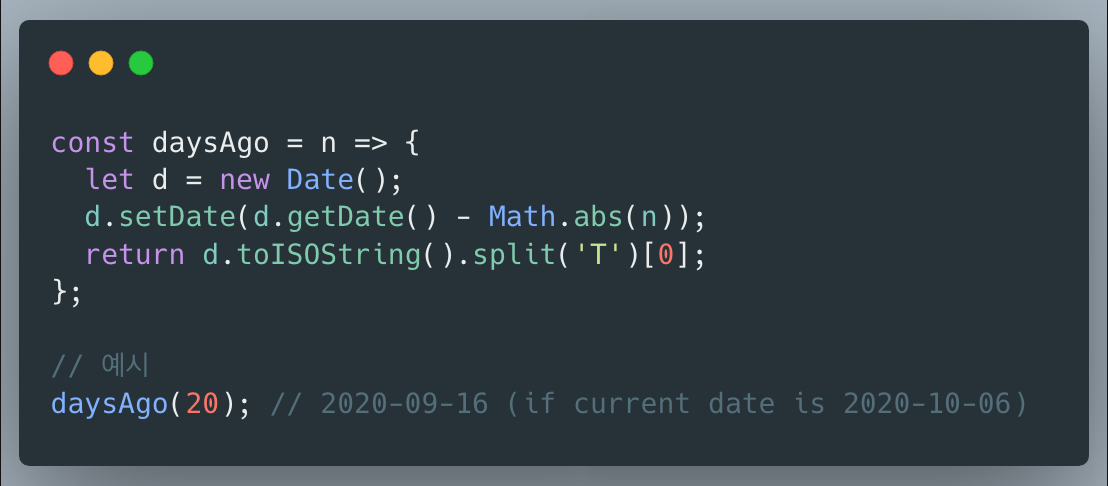 const daysAgo = n => {
  let d = new Date();
  d.setDate(d.getDate() - Math.abs(n));
  return d.toISOString().split('T')[0];
};
// 예시
daysAgo(20); // 2020-09-16 (if current date is 2020-10-06)